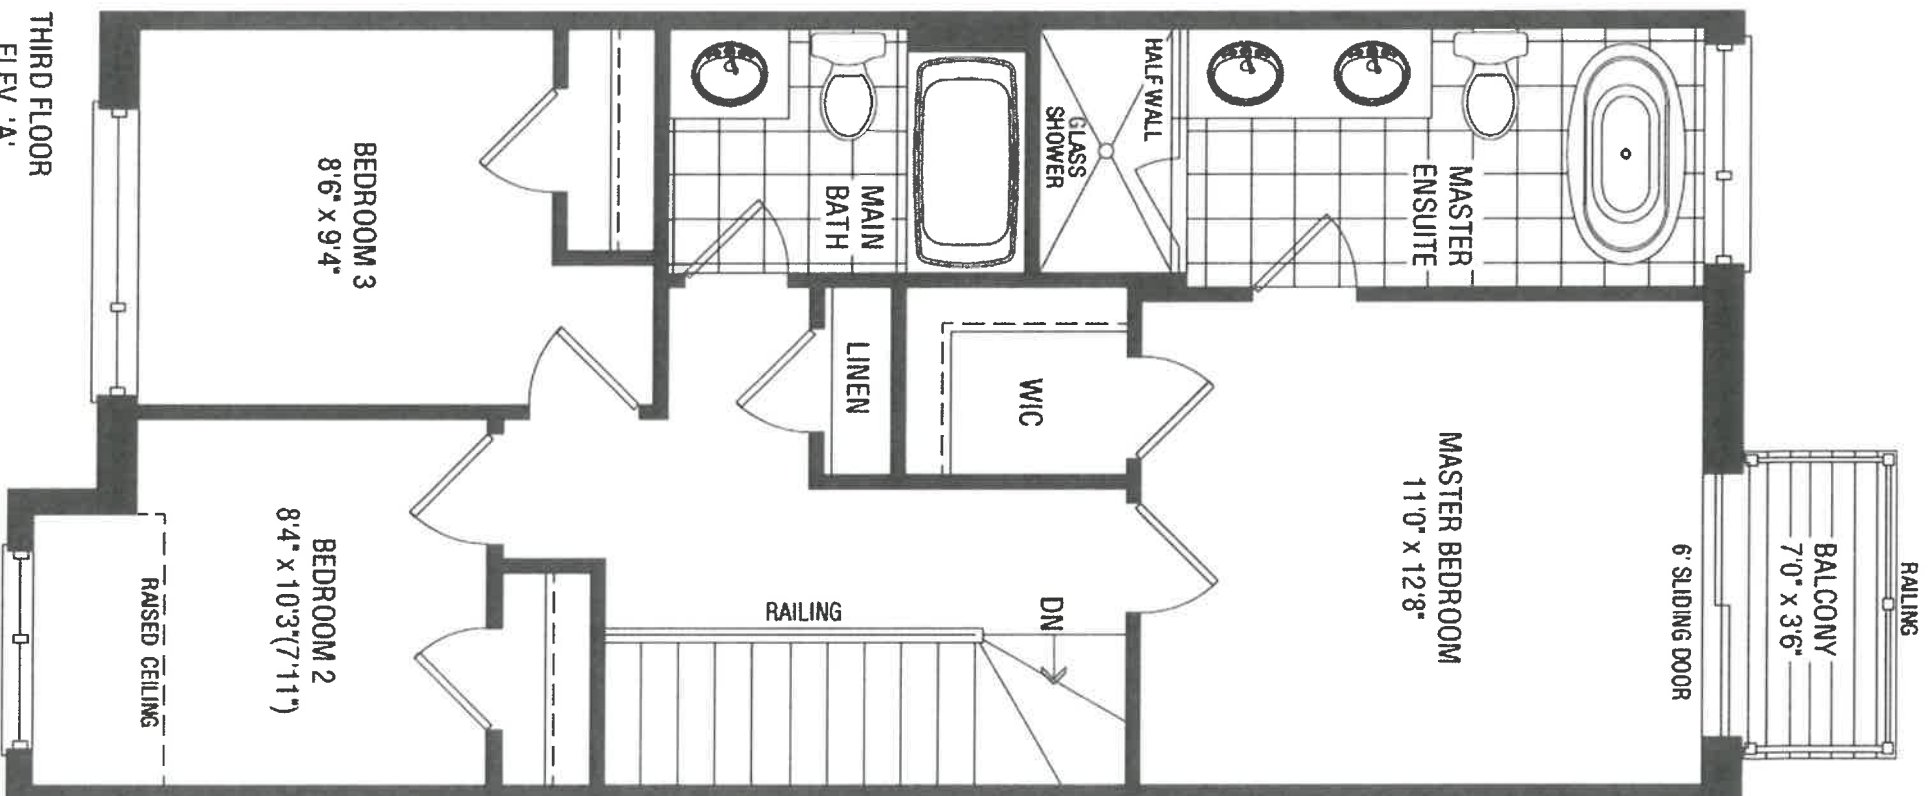 THIRD FLOOR
ELEV. 'A'
BEDROOM 3
8'6" x 9'4"
MAIN
BATH
HALF WALL
GLASS
SHOWER
MASTER
ENSUITE
LINEN
WIC
MASTER BEDROOM
11'0" x 12'8"
6' SLIDING DOOR
BALCONY
7'0" x 3'6"
RAILING
BEDROOM 2
8'4" x 10'3"(7'11")
RAISED CEILING
RAILING
DN